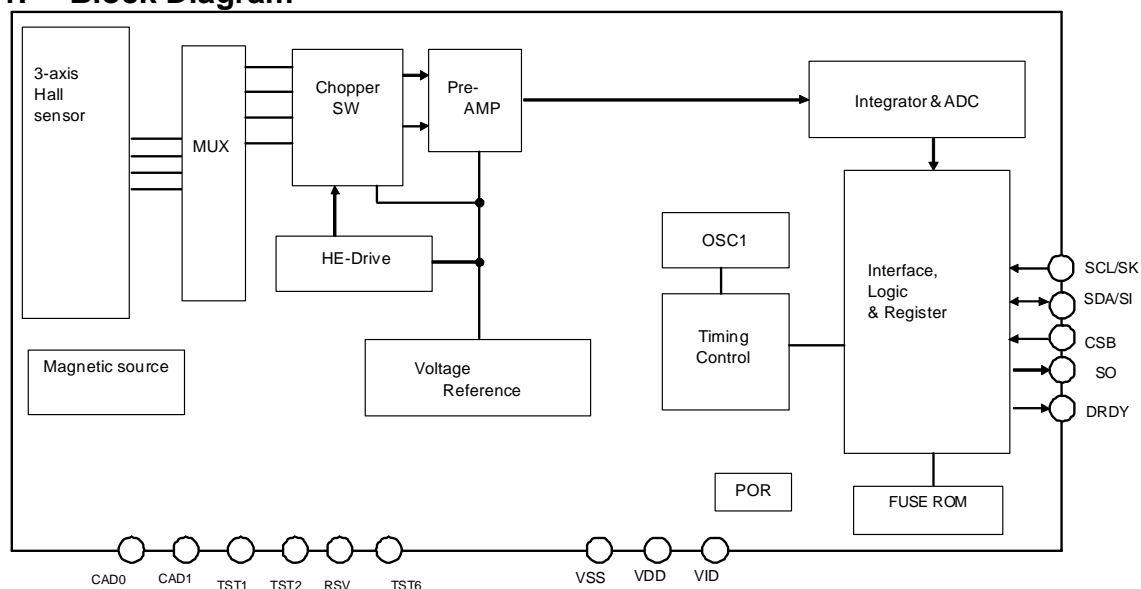 Block Diagram
3-axis
Hall
sensor
MUX
Chopper
SW
Pre-
AMP
Integrator & ADC
HE-Drive
OSC1
Interface,
Logic
& Register
SCL/SK
SDA/SI
CSB
SO
DRDY
Timing
Control
Magnetic source
Voltage
Reference
POR
FUSE ROM
CAD0
CAD1
TST1
TST2
RSV
TST6
VSS
VDD
VID